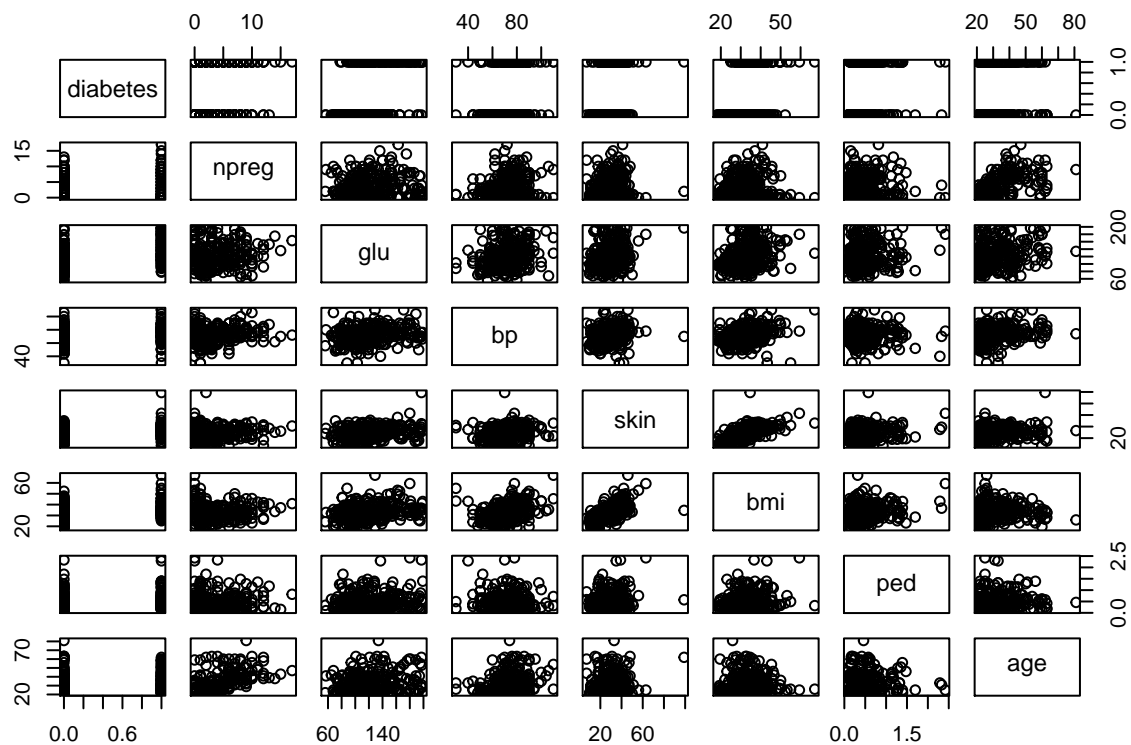 0 10 40 80 20 50 20 50 80
diabetes 0.0 1.0
0 15 npreg
glu 60 200
40 bp
skin 20
20 60 bmi
ped 0.0 2.5
20 70 age
0.0 0.6 60 140 20 60 0.0 1.5